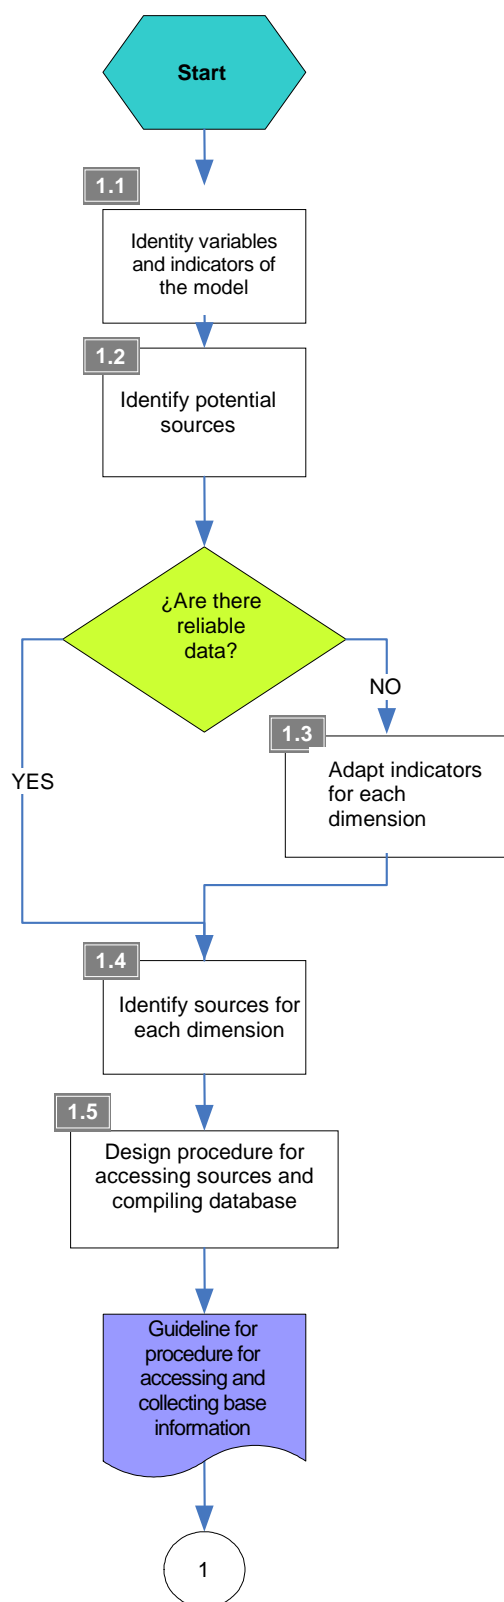 Start
1.1
Identity variables
and indicators of
the model
1.2
Identify potential
sources
¿Are there
reliable
data?
NO
YES
1.3
Adapt indicators
for each
dimension
1.4
Identify sources for
each dimension
1.5
Design procedure for
accessing sources and
compiling database
Guideline for
procedure for
accessing and
collecting base
information
1